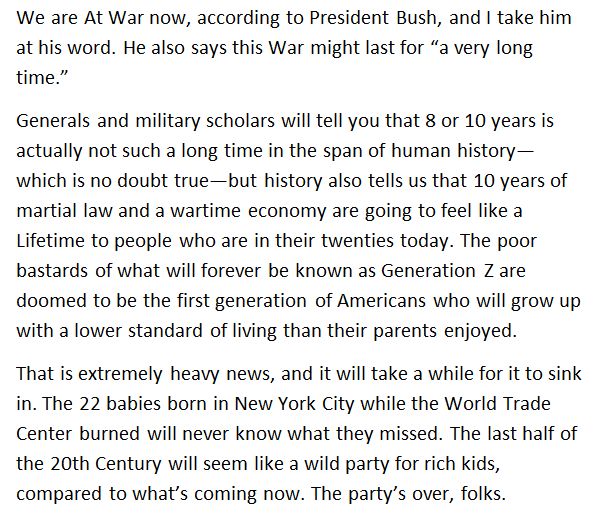 We are At War now, according to President Bush, and I take him
at his word. He also says this War might last for “a very long
time.”
Generals and military scholars will tell you that 8 or 10 years is
actually not such a long time in the span of human history—
which is no doubt true—but history also tells us that 10 years of
martial law and a wartime economy are going to feel like a
Lifetime to people who are in their twenties today. The poor
bastards of what will forever be known as Generation Z are
doomed to be the first generation of Americans who will grow up
with a lower standard of living than their parents enjoyed.
That is extremely heavy news, and it will take a while for it to sink
in. The 22 babies born in New York City while the World Trade
Center burned will never know what they missed. The last half of
the 20th Century will seem like a wild party for rich kids,
compared to what’s coming now. The party’s over, folks.